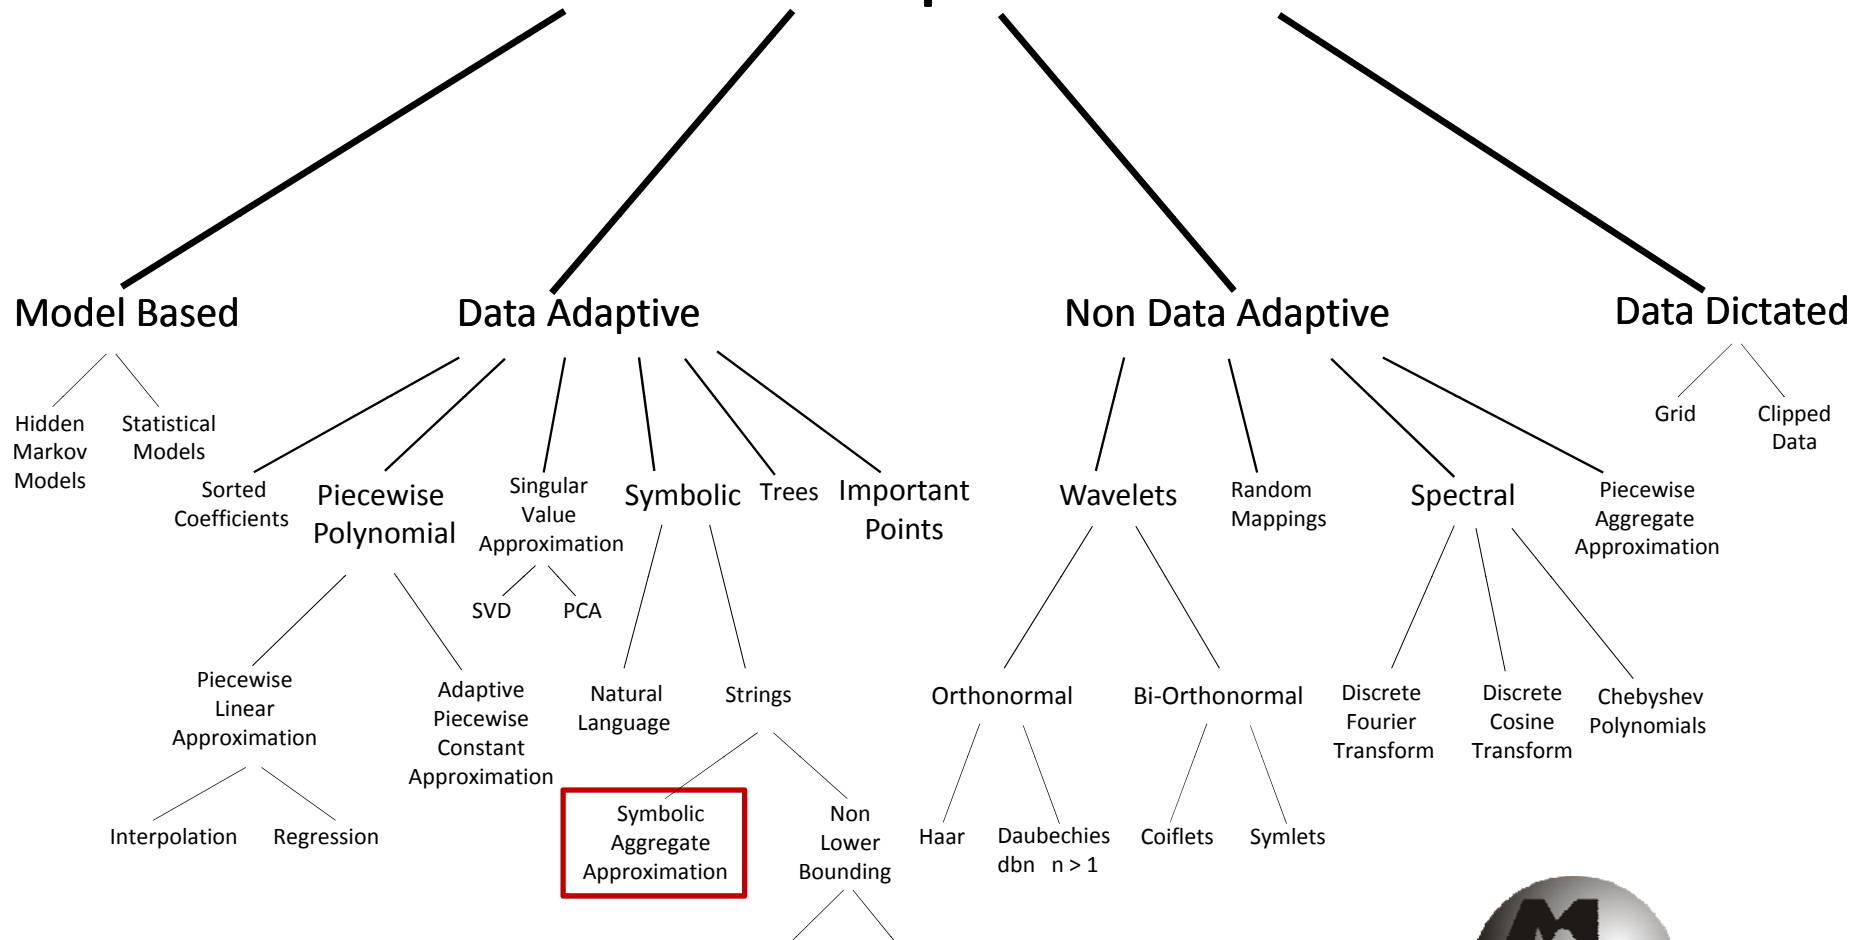 Model Based
Data Adaptive
Non Data Adaptive
Data Dictated
Hidden
Markov
Models
Statistical
Models
Grid
Clipped
Data
Sorted
Coefficients
Piecewise
Polynomial
Singular
Value
Approximation
Symbolic
Trees
Important
Points
Wavelets
Random
Mappings
Spectral
Piecewise
Aggregate
Approximation
SVD
PCA
Piecewise
Linear
Approximation
Adaptive
Piecewise
Constant
Approximation
Natural
Language
Strings
Orthonormal
Bi-Orthonormal
Discrete
Fourier
Transform
Discrete
Cosine
Transform
Chebyshev
Polynomials
Interpolation
Regression
Symbolic
Aggregate
Approximation
Non
Lower
Bounding
Haar
Daubechies
dbn n > 1
Coiflets
Symlets